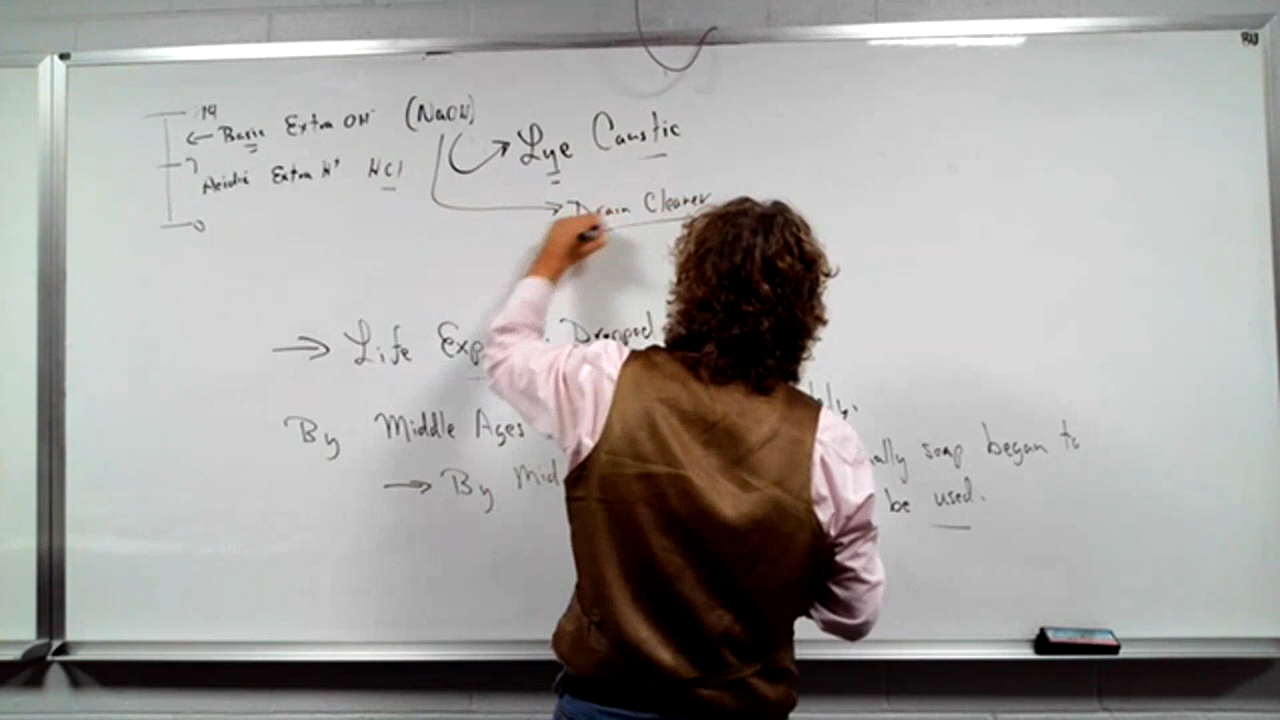 14
Basic Extra OH⁻ (NaOH)
Lye Caustic
7
Acidic Extra H⁺ HCl
Drain Cleaner
0
→ Life Exp Dropped
By Middle Ages
→ By Mid ally soap began to
be used.